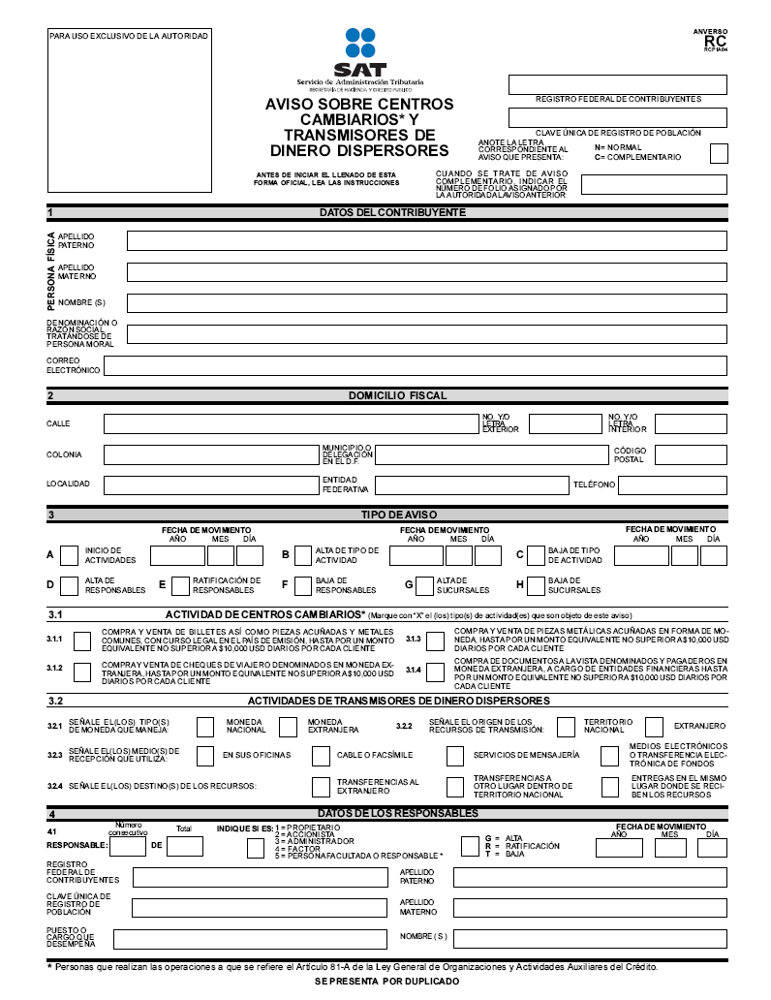 PARA USO EXCLUSIVO DE LA AUTORIDAD
SAT
Servicio de Administración Tributaria
SECRETARÍA DE HACIENDA Y CRÉDITO PÚBLICO
ANVERSO
RC
RCP1A04
AVISO SOBRE CENTROS
CAMBIARIOS* Y
TRANSMISORES DE
DINERO DISPERSORES
ANTES DE INICIAR EL LLENADO DE ESTA
FORMA OFICIAL, LEA LAS INSTRUCCIONES
REGISTRO FEDERAL DE CONTRIBUYENTES
CLAVE ÚNICA DE REGISTRO DE POBLACIÓN
ANOTE LA LETRA
CORRESPONDIENTE AL
AVISO QUE PRESENTA:
N= NORMAL
C= COMPLEMENTARIO
CUANDO SE TRATE DE AVISO
COMPLEMENTARIO, INDICAR EL
NÚMERO DE FOLIO ASIGNADO POR
LA AUTORIDAD AL AVISO ANTERIOR:
1 DATOS DEL CONTRIBUYENTE
PERSONA FÍSICA
APELLIDO
PATERNO
APELLIDO
MATERNO
NOMBRE (S)
DENOMINACIÓN O
RAZÓN SOCIAL
TRATÁNDOSE DE
PERSONA MORAL
CORREO
ELECTRÓNICO
2 DOMICILIO FISCAL
CALLE
NO. Y/O
LETRA
EXTERIOR
NO. Y/O
LETRA
INTERIOR
COLONIA
MUNICIPIO, O
DELEGACIÓN
EN EL D.F.
CÓDIGO
POSTAL
LOCALIDAD
ENTIDAD
FEDERATIVA
TELÉFONO
3 TIPO DE AVISO
FECHA DE MOVIMIENTO
AÑO MES DÍA
FECHA DE MOVIMIENTO
AÑO MES DÍA
FECHA DE MOVIMIENTO
AÑO MES DÍA
A INICIO DE
ACTIVIDADES
B ALTA DE TIPO DE
ACTIVIDAD
C BAJA DE TIPO
DE ACTIVIDAD
D ALTA DE
RESPONSABLES
E RATIFICACIÓN DE
RESPONSABLES
F BAJA DE
RESPONSABLES
G ALTA DE
SUCURSALES
H BAJA DE
SUCURSALES
3.1 ACTIVIDAD DE CENTROS CAMBIARIOS* (Marque con "X" el (los) tipo(s) de actividad(es) que son objeto de este aviso)
3.1.1 COMPRA Y VENTA DE BILLETES ASÍ COMO PIEZAS ACUÑADAS Y METALES
COMUNES, CON CURSO LEGAL EN EL PAÍS DE EMISIÓN, HASTA POR UN MONTO
EQUIVALENTE NO SUPERIOR A $10,000 USD DIARIOS POR CADA CLIENTE
3.1.3 COMPRA Y VENTA DE PIEZAS METÁLICAS ACUÑADAS EN FORMA DE MO-
NEDA, HASTA POR UN MONTO EQUIVALENTE NO SUPERIOR A $10,000 USD
DIARIOS POR CADA CLIENTE
3.1.2 COMPRA Y VENTA DE CHEQUES DE VIAJERO DENOMINADOS EN MONEDA EX-
TRANJERA, HASTA POR UN MONTO EQUIVALENTE NO SUPERIOR A $10,000 USD
DIARIOS POR CADA CLIENTE
3.1.4 COMPRA DE DOCUMENTOS A LA VISTA DENOMINADOS Y PAGADEROS EN
MONEDA EXTRANJERA, A CARGO DE ENTIDADES FINANCIERAS HASTA
POR UN MONTO EQUIVALENTE NO SUPERIOR A $10,000 USD DIARIOS POR
CADA CLIENTE
3.2 ACTIVIDADES DE TRANSMISORES DE DINERO DISPERSORES
3.2.1 SEÑALE EL(LOS) TIPO(S)
DE MONEDA QUE MANEJA:
MONEDA
NACIONAL
MONEDA
EXTRANJERA
3.2.2 SEÑALE EL ORIGEN DE LOS
RECURSOS DE TRANSMISIÓN:
TERRITORIO
NACIONAL
EXTRANJERO
3.2.3 SEÑALE EL(LOS) MEDIO(S) DE
RECEPCIÓN QUE UTILIZA:
EN SUS OFICINAS
CABLE O FACSÍMILE
SERVICIOS DE MENSAJERÍA
MEDIOS ELECTRÓNICOS
O TRANSFERENCIA ELEC-
TRÓNICA DE FONDOS
3.2.4 SEÑALE EL(LOS) DESTINO(S) DE LOS RECURSOS:
TRANSFERENCIAS AL
EXTRANJERO
TRANSFERENCIAS A
OTRO LUGAR DENTRO DE
TERRITORIO NACIONAL
ENTREGAS EN EL MISMO
LUGAR DONDE SE RECI-
BEN LOS RECURSOS
4 DATOS DE LOS RESPONSABLES
4.1 Número
consecutivo
Total
RESPONSABLE: DE
INDIQUE SI ES: 1 = PROPIETARIO
2 = ACCIONISTA
3 = ADMINISTRADOR
4 = FACTOR
5 = PERSONA FACULTADA O RESPONSABLE *
G = ALTA
R = RATIFICACIÓN
T = BAJA
FECHA DE MOVIMIENTO
AÑO MES DÍA
REGISTRO
FEDERAL DE
CONTRIBUYENTES
APELLIDO
PATERNO
CLAVE ÚNICA DE
REGISTRO DE
POBLACIÓN
APELLIDO
MATERNO
PUESTO O
CARGO QUE
DESEMPEÑA
NOMBRE ( S )
* Personas que realizan las operaciones a que se refiere el Artículo 81-A de la Ley General de Organizaciones y Actividades Auxiliares del Crédito.
SE PRESENTA POR DUPLICADO